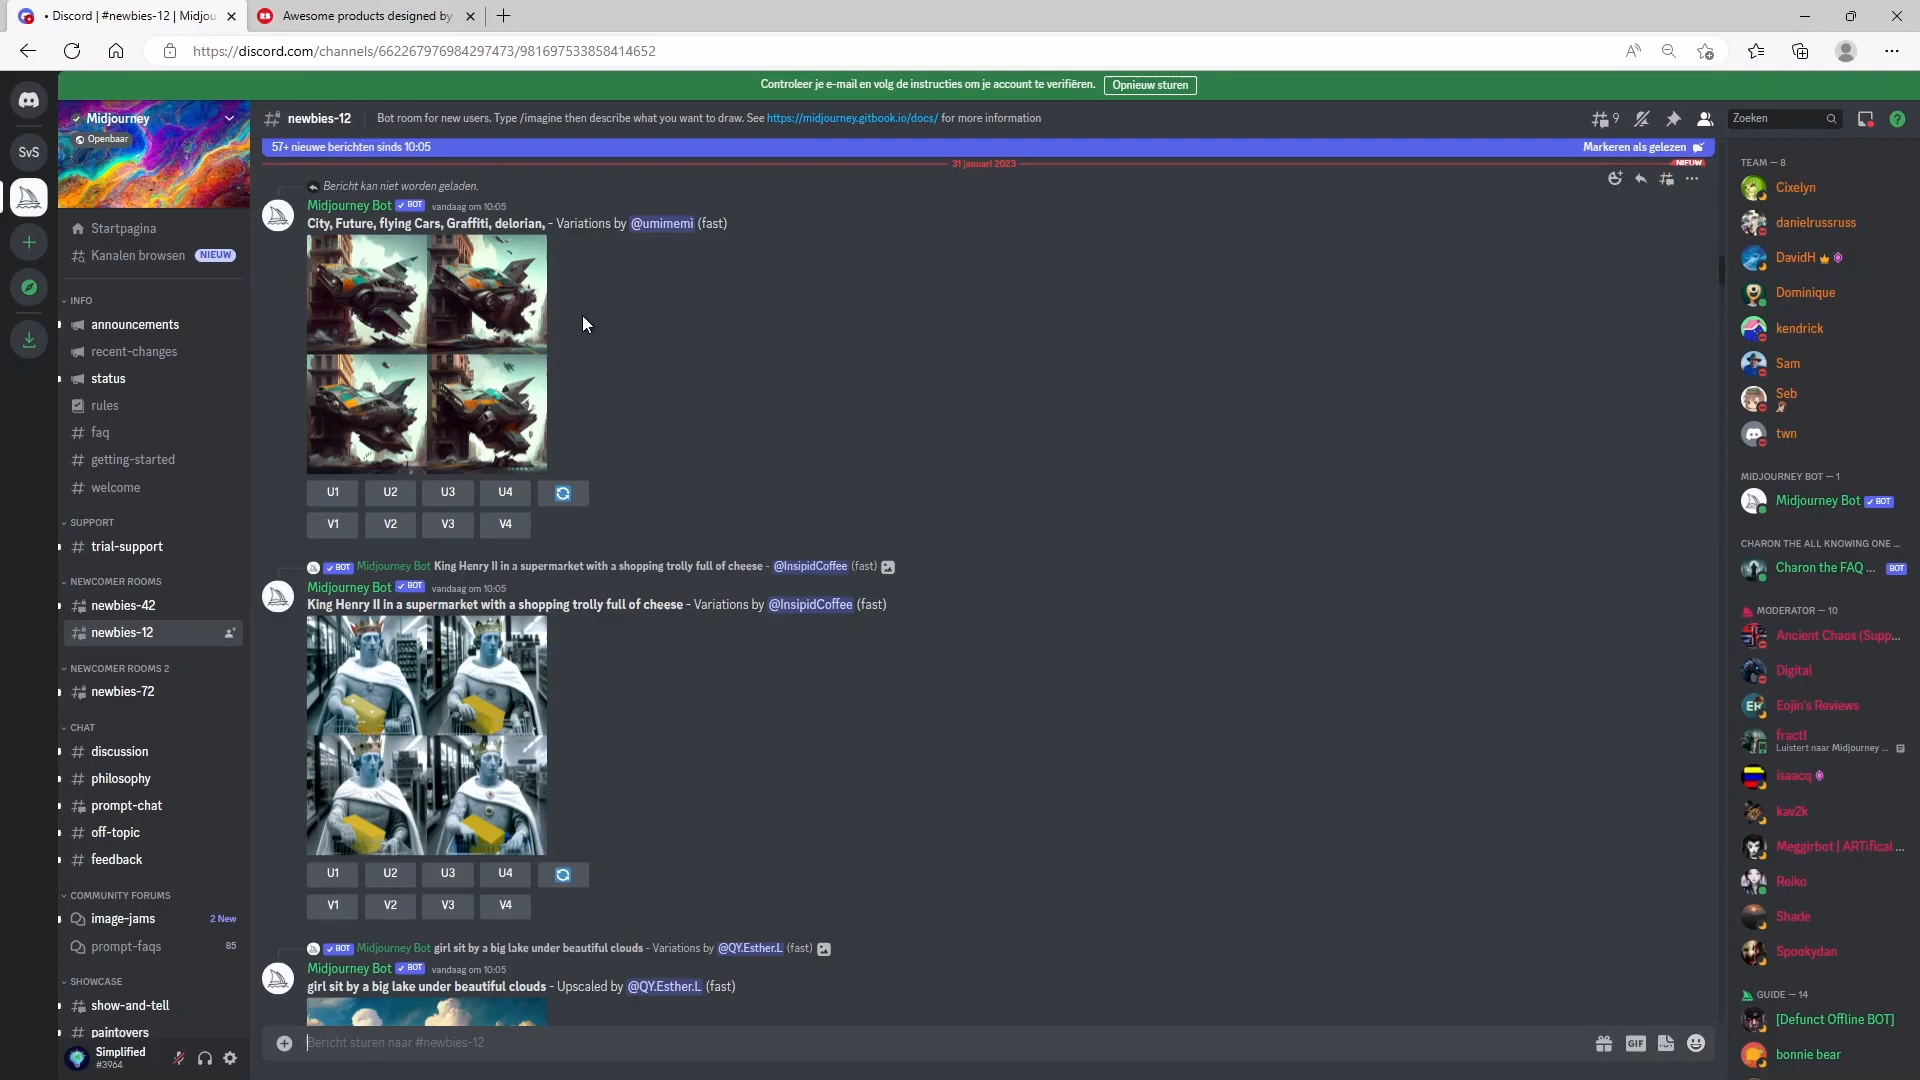 • Discord | #newbies-12 | Midjou
Awesome products designed by
https://discord.com/channels/662267976984297473/981697533858414652
Controleer je e-mail en volg de instructies om je account te verifiëren.
Opnieuw sturen
Midjourney
Openbaar
SvS
Startpagina
Kanalen browsen NIEUW
INFO
announcements
recent-changes
status
rules
faq
getting-started
welcome
SUPPORT
trial-support
NEWCOMER ROOMS
newbies-42
newbies-12
NEWCOMER ROOMS 2
newbies-72
CHAT
discussion
philosophy
prompt-chat
off-topic
feedback
COMMUNITY FORUMS
image-jams 2 New
prompt-faqs 85
SHOWCASE
show-and-tell
paintovers
Simplified
#3964
newbies-12
Bot room for new users. Type /imagine then describe what you want to draw. See https://midjourney.gitbook.io/docs/ for more information
9
Zoeken
57+ nieuwe berichten sinds 10:05
Markeren als gelezen
31 januari 2023
NIEUW
Bericht kan niet worden geladen.
Midjourney Bot BOT vandaag om 10:05
City, Future, flying Cars, Graffiti, delorian, - Variations by @umimemi (fast)
U1 U2 U3 U4
V1 V2 V3 V4
BOT Midjourney Bot King Henry II in a supermarket with a shopping trolly full of cheese - @InsipidCoffee (fast)
Midjourney Bot BOT vandaag om 10:05
King Henry II in a supermarket with a shopping trolly full of cheese - Variations by @InsipidCoffee (fast)
U1 U2 U3 U4
V1 V2 V3 V4
BOT Midjourney Bot girl sit by a big lake under beautiful clouds - Variations by @QY.Esther.L (fast)
Midjourney Bot BOT vandaag om 10:05
girl sit by a big lake under beautiful clouds - Upscaled by @QY.Esther.L (fast)
Bericht sturen naar #newbies-12
GIF
TEAM — 8
Cixelyn
danielrussruss
DavidH
Dominique
kendrick
Sam
Seb
twn
MIDJOURNEY BOT — 1
Midjourney Bot BOT
CHARON THE ALL KNOWING ONE ...
Charon the FAQ ... BOT
MODERATOR — 10
Ancient Chaos (Supp...
Digital
Eojin's Reviews
fractl
Luistert naar Midjourney ...
isaacq
kav2k
Meggirbot | ARTifical ...
Reiko
Shade
Spookydan
GUIDE — 14
[Defunct Offline BOT]
bonnie bear